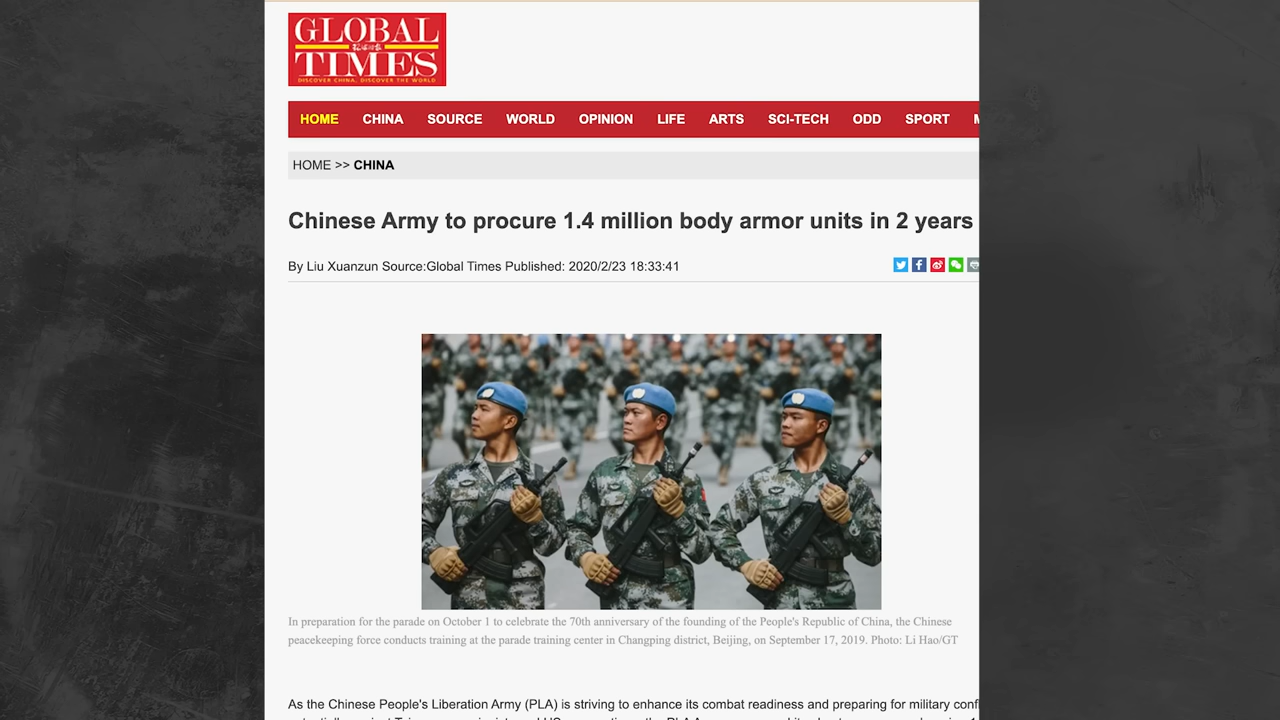 GLOBAL
环球时报
TIMES
DISCOVER CHINA, DISCOVER THE WORLD
HOME CHINA SOURCE WORLD OPINION LIFE ARTS SCI-TECH ODD SPORT
HOME >> CHINA
Chinese Army to procure 1.4 million body armor units in 2 years
By Liu Xuanzun Source:Global Times Published: 2020/2/23 18:33:41
In preparation for the parade on October 1 to celebrate the 70th anniversary of the founding of the People's Republic of China, the Chinese
peacekeeping force conducts training at the parade training center in Changping district, Beijing, on September 17, 2019. Photo: Li Hao/GT
As the Chinese People's Liberation Army (PLA) is striving to enhance its combat readiness and preparing for military conf